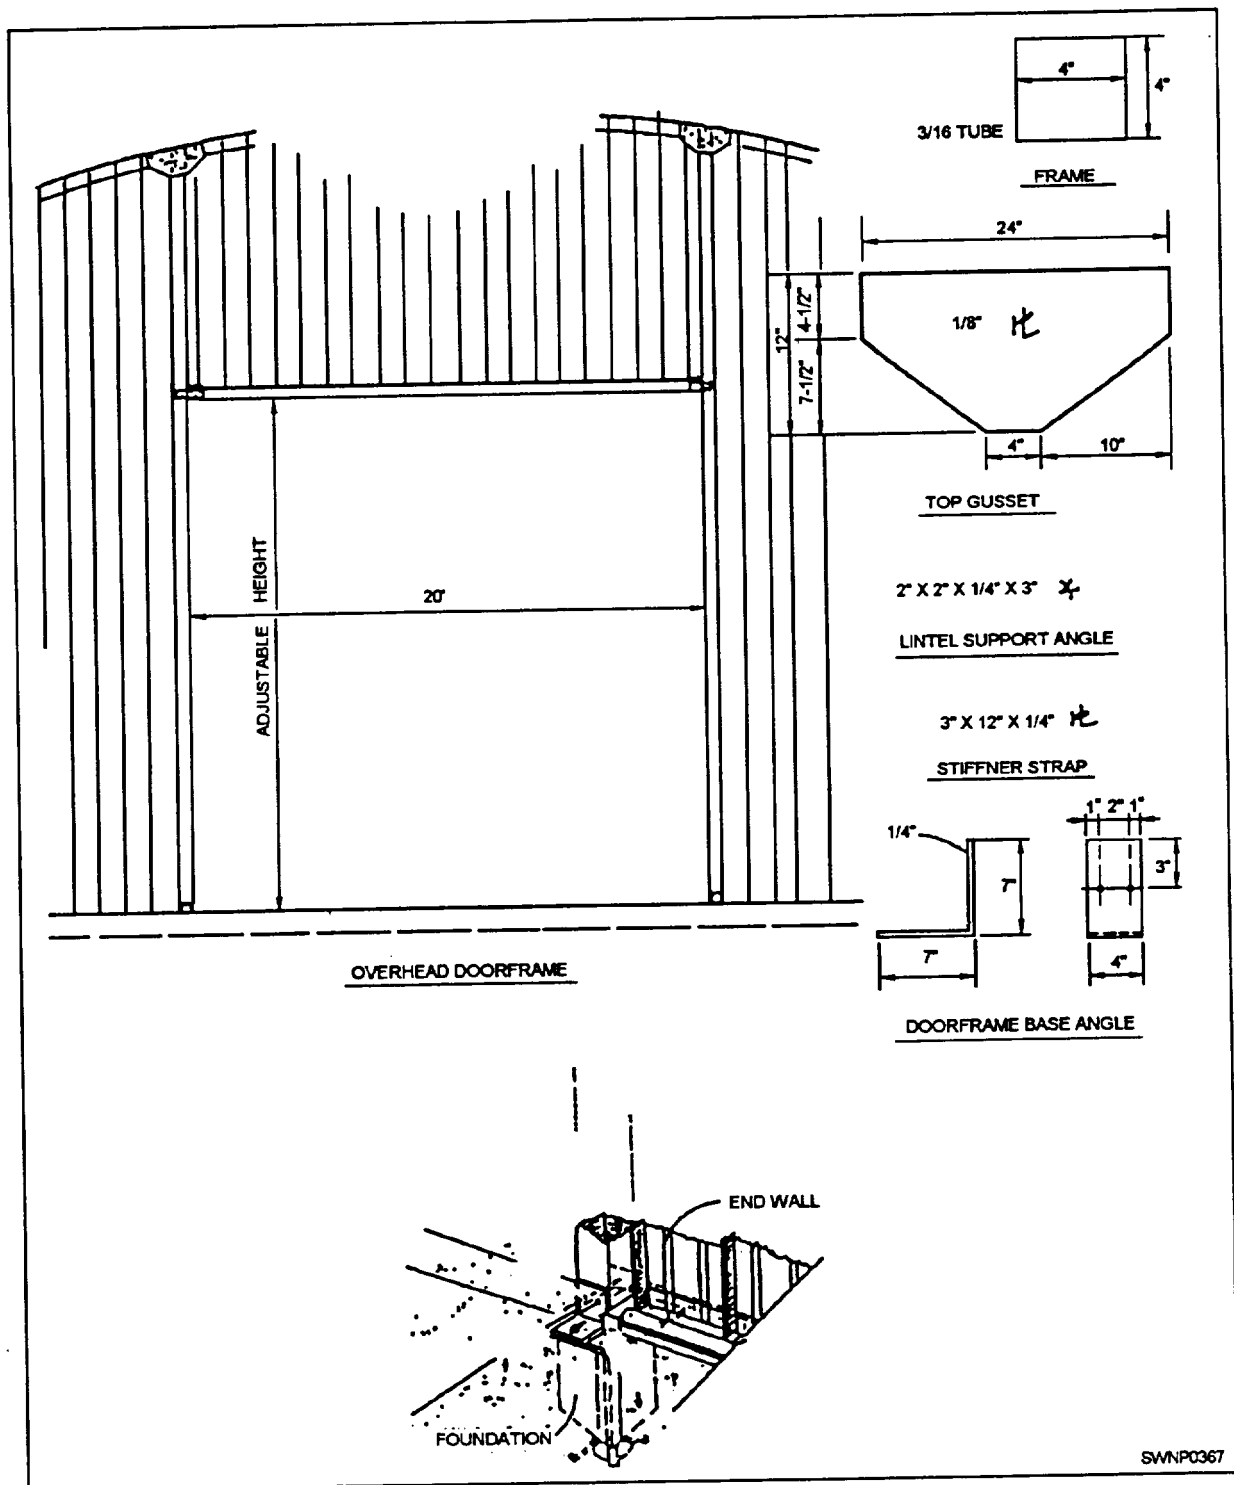 4"
4"
3/16 TUBE
FRAME
24"
12"
4-1/2"
7-1/2"
1/8" PL
4"
10"
TOP GUSSET
2" X 2" X 1/4" X 3"
LINTEL SUPPORT ANGLE
3" X 12" X 1/4" PL
STIFFNER STRAP
ADJUSTABLE HEIGHT
20'
1/4"
7"
7"
1" 2" 1"
3"
4"
OVERHEAD DOORFRAME
DOORFRAME BASE ANGLE
END WALL
FOUNDATION
SWNP0367